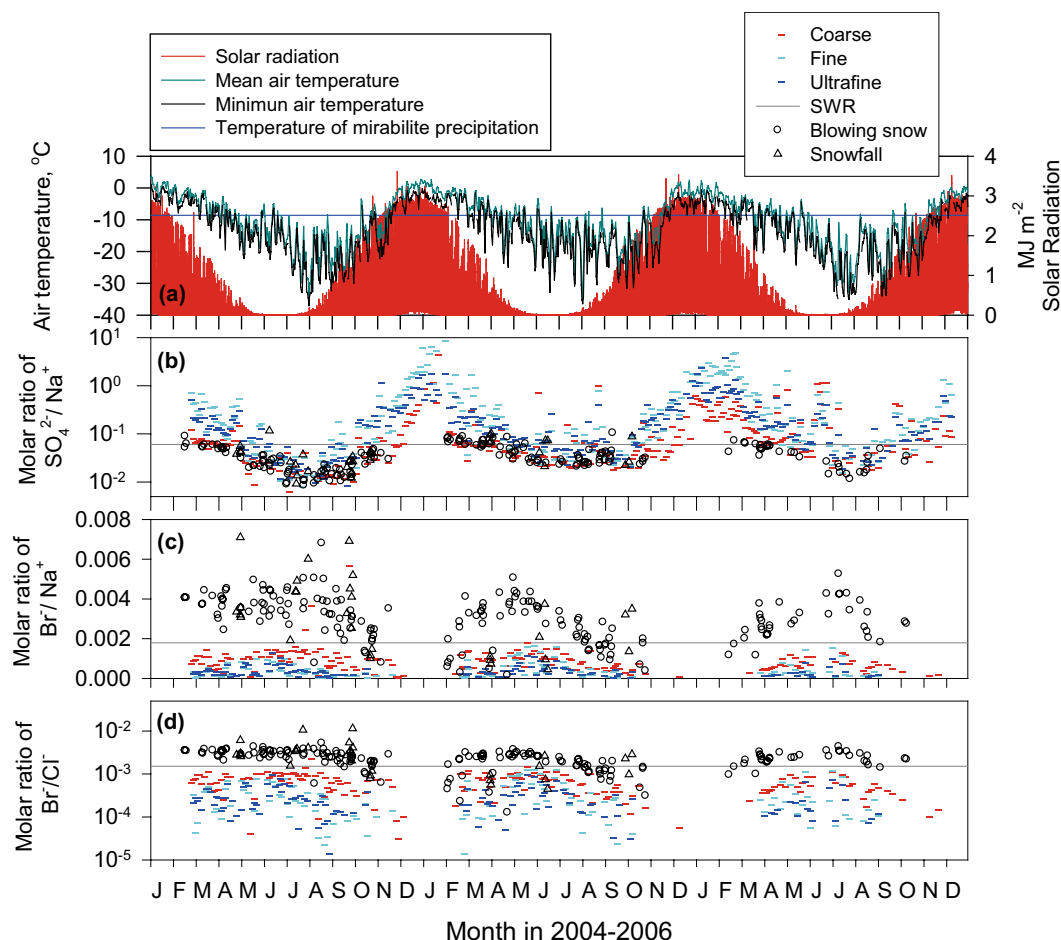 Solar radiation
Mean air temperature
Minimun air temperature
Temperature of mirabilite precipitation
Coarse
Fine
Ultrafine
SWR
Blowing snow
Snowfall
Air temperature, °C
10
0
-10
-20
-30
-40
(a)
4
3
2
1
0
MJ m⁻²
Solar Radiation
Molar ratio of
SO₄²⁻/ Na⁺
10¹
10⁰
10⁻¹
10⁻²
(b)
Molar ratio of
Br⁻/ Na⁺
0.008
0.006
0.004
0.002
0.000
(c)
Molar ratio of
Br⁻/Cl⁻
10⁻²
10⁻³
10⁻⁴
10⁻⁵
(d)
J F M A M J J A S O N D J F M A M J J A S O N D J F M A M J J A S O N D
Month in 2004-2006